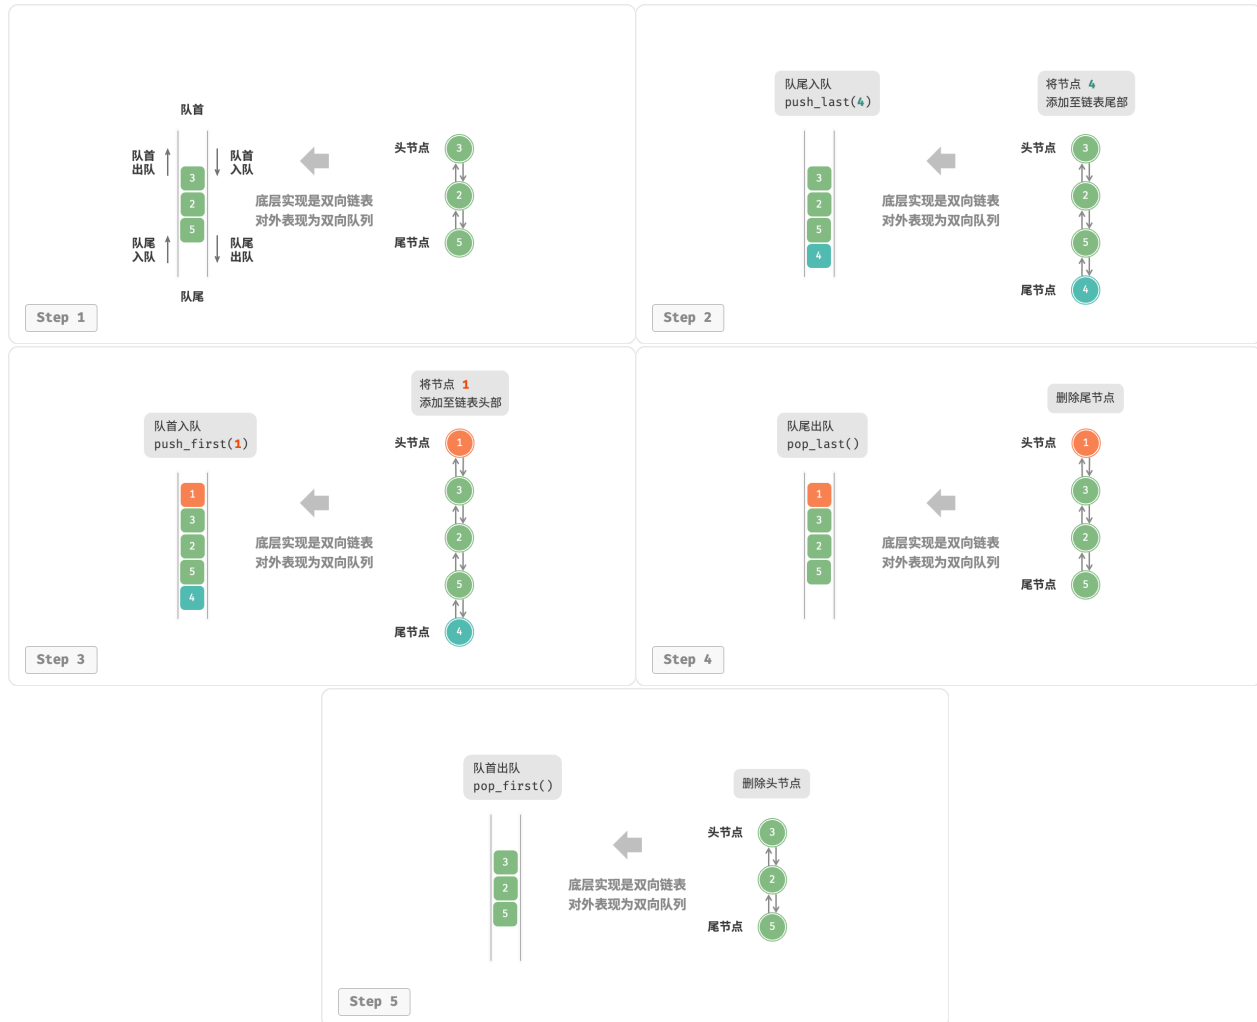 队首
队首
出队
队首
入队
3
2
5
队尾
入队
队尾
出队
队尾
底层实现是双向链表
对外表现为双向队列
头节点
3
2
尾节点
5
Step 1
队尾入队
push_last(4)
3
2
5
4
底层实现是双向链表
对外表现为双向队列
将节点 4
添加至链表尾部
头节点
3
2
5
尾节点
4
Step 2
队首入队
push_first(1)
1
3
2
5
4
底层实现是双向链表
对外表现为双向队列
将节点 1
添加至链表头部
头节点
1
3
2
5
尾节点
4
Step 3
队尾出队
pop_last()
1
3
2
5
底层实现是双向链表
对外表现为双向队列
删除尾节点
头节点
1
3
2
尾节点
5
Step 4
队首出队
pop_first()
3
2
5
底层实现是双向链表
对外表现为双向队列
删除头节点
头节点
3
2
尾节点
5
Step 5